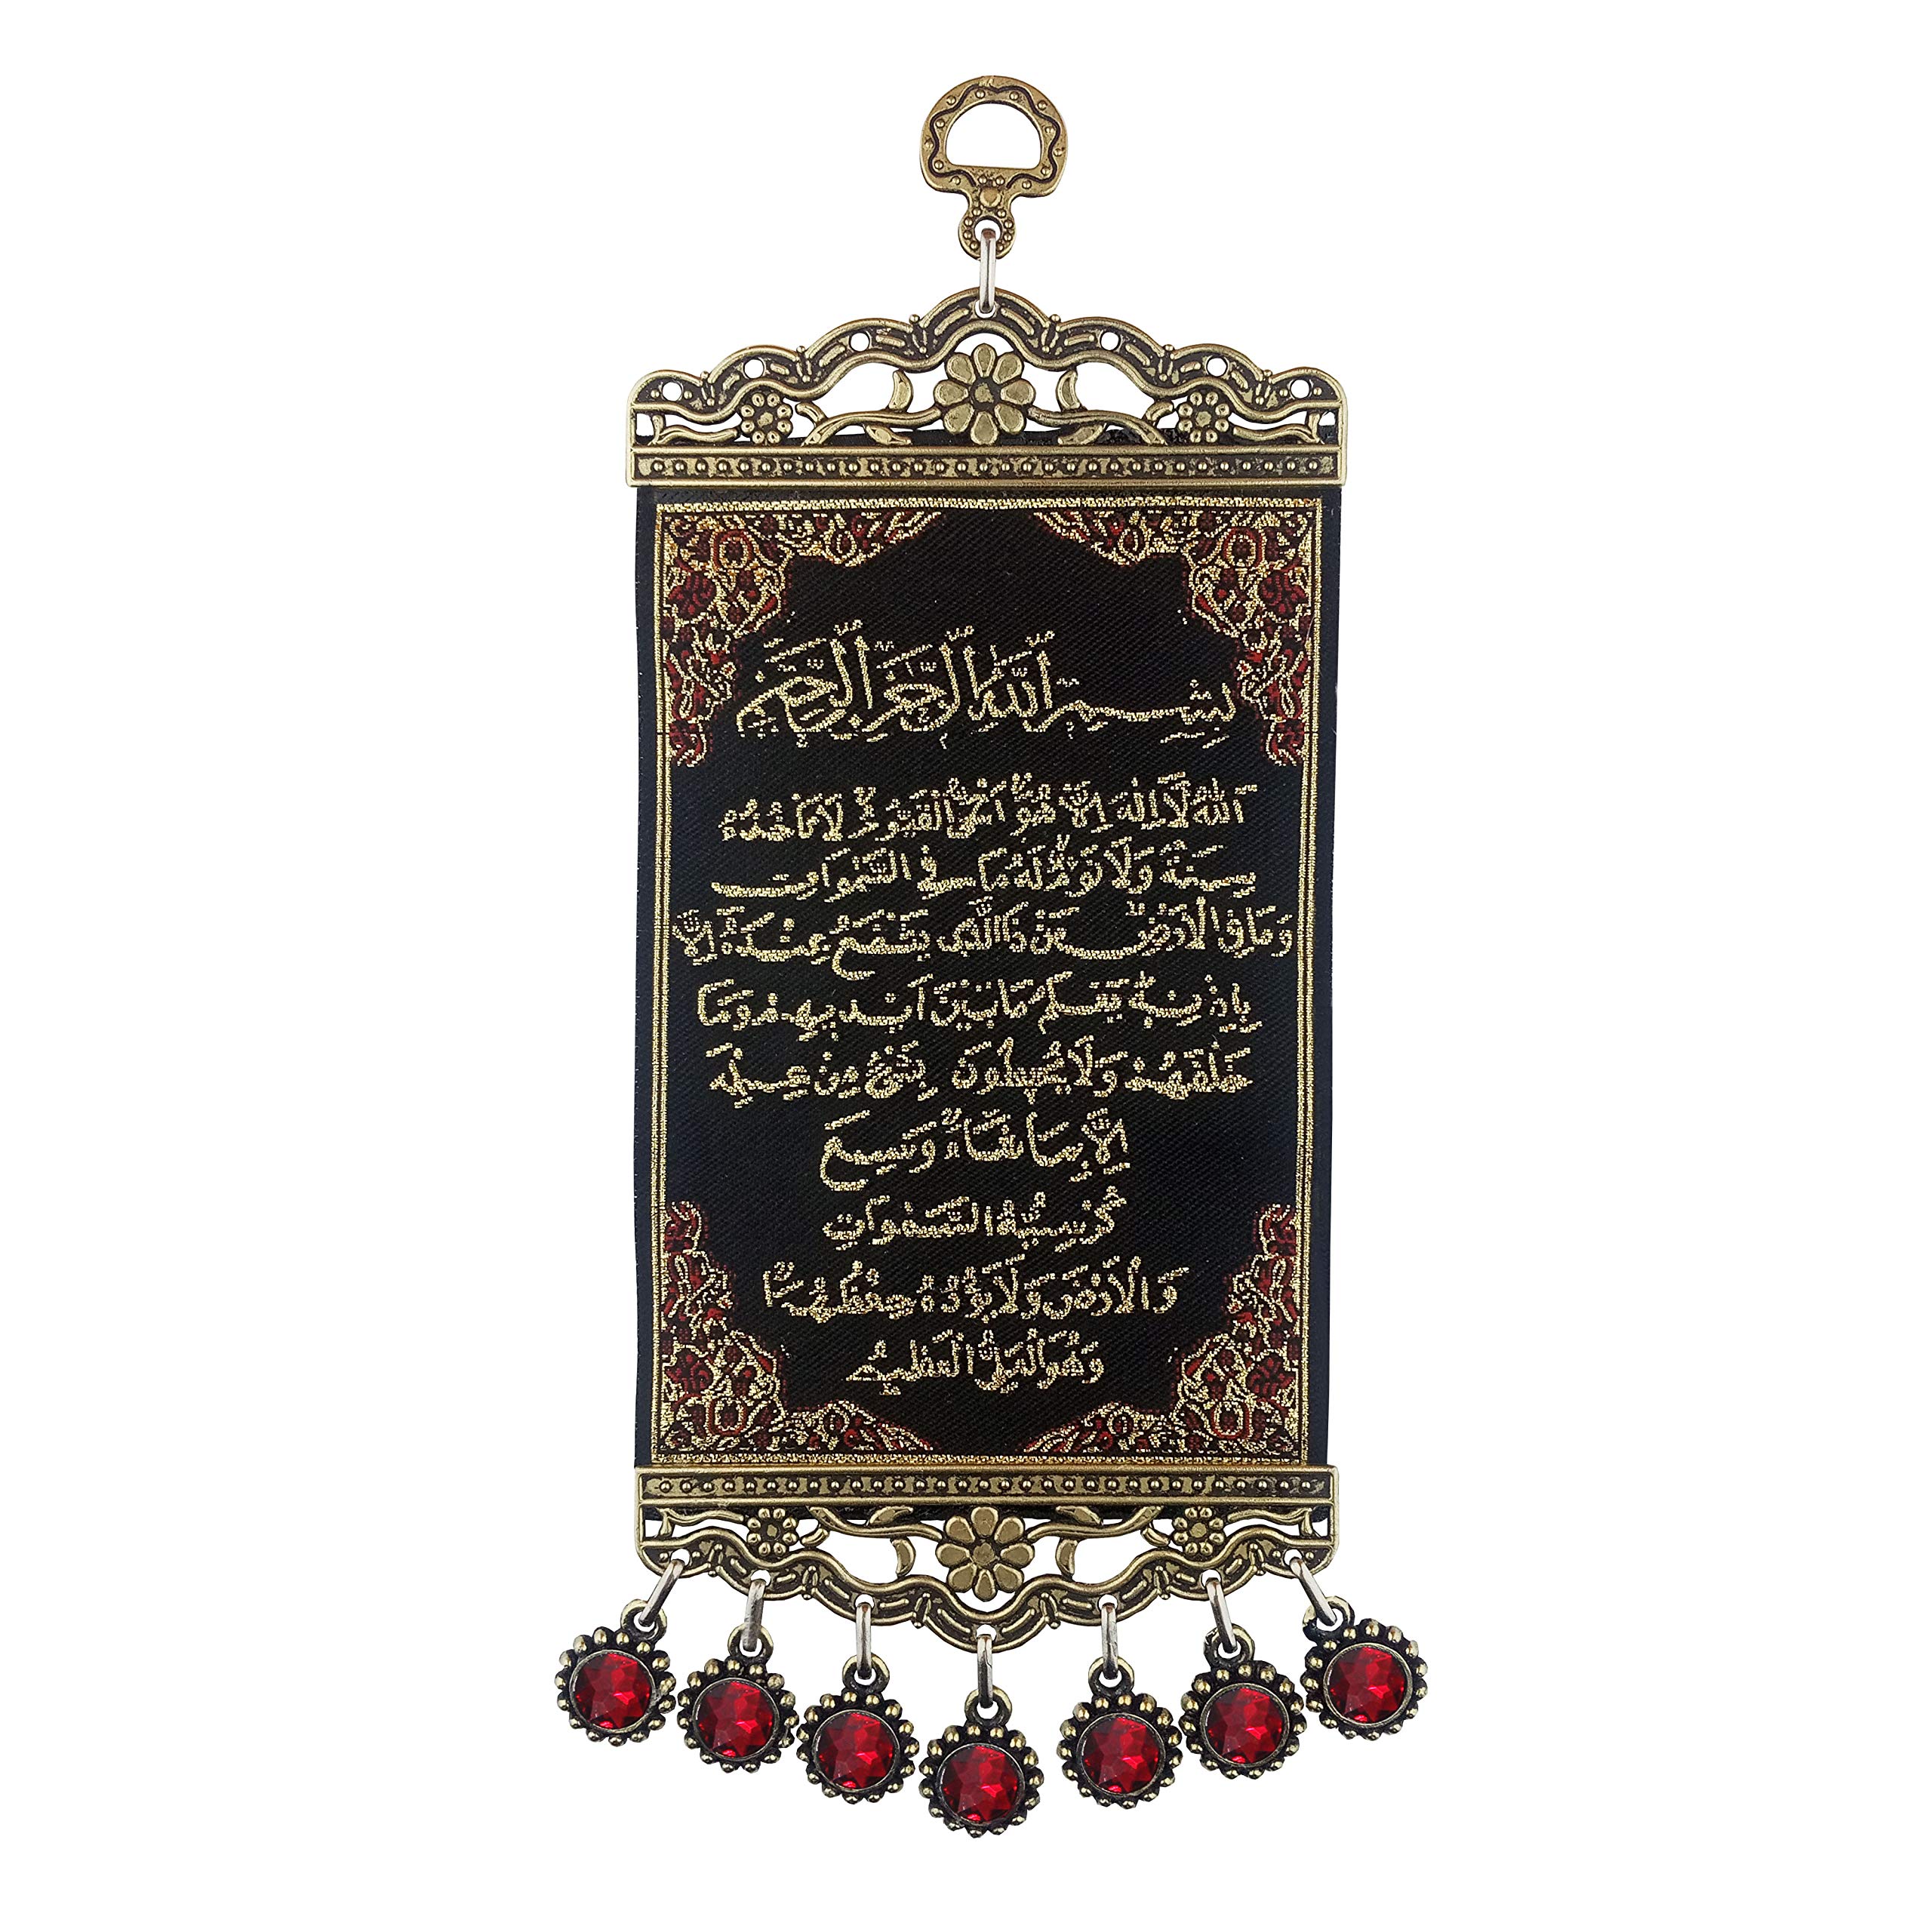 بِسْمِ اللَّهِ الرَّحْمَنِ الرَّحِيمِ
اَللّٰهُ لَا اِلٰهَ اِلَّا هُوَ اَلْحَىُّ الْقَيُّومُ لَا تَأْخُذُهُ
سِنَةٌ وَلَا نَوْمٌ لَهُ مَا فِى السَّمٰوَاتِ
وَمَا فِى الْاَرْضِ مَنْ ذَا الَّذِى يَشْفَعُ عِنْدَهُ اِلَّا
بِاِذْنِهِ يَعْلَمُ مَا بَيْنَ اَيْدِيهِمْ وَمَا
خَلْفَهُمْ وَلَا يُحِيطُونَ بِشَىْءٍ مِنْ عِلْمِهِ
اِلَّا بِمَا شَاءَ وَسِعَ
كُرْسِيُّهُ السَّمٰوَاتِ
وَالْاَرْضَ وَلَا يَؤُدُهُ حِفْظُهُمَا
وَهُوَ الْعَلِىُّ الْعَظِيمُ